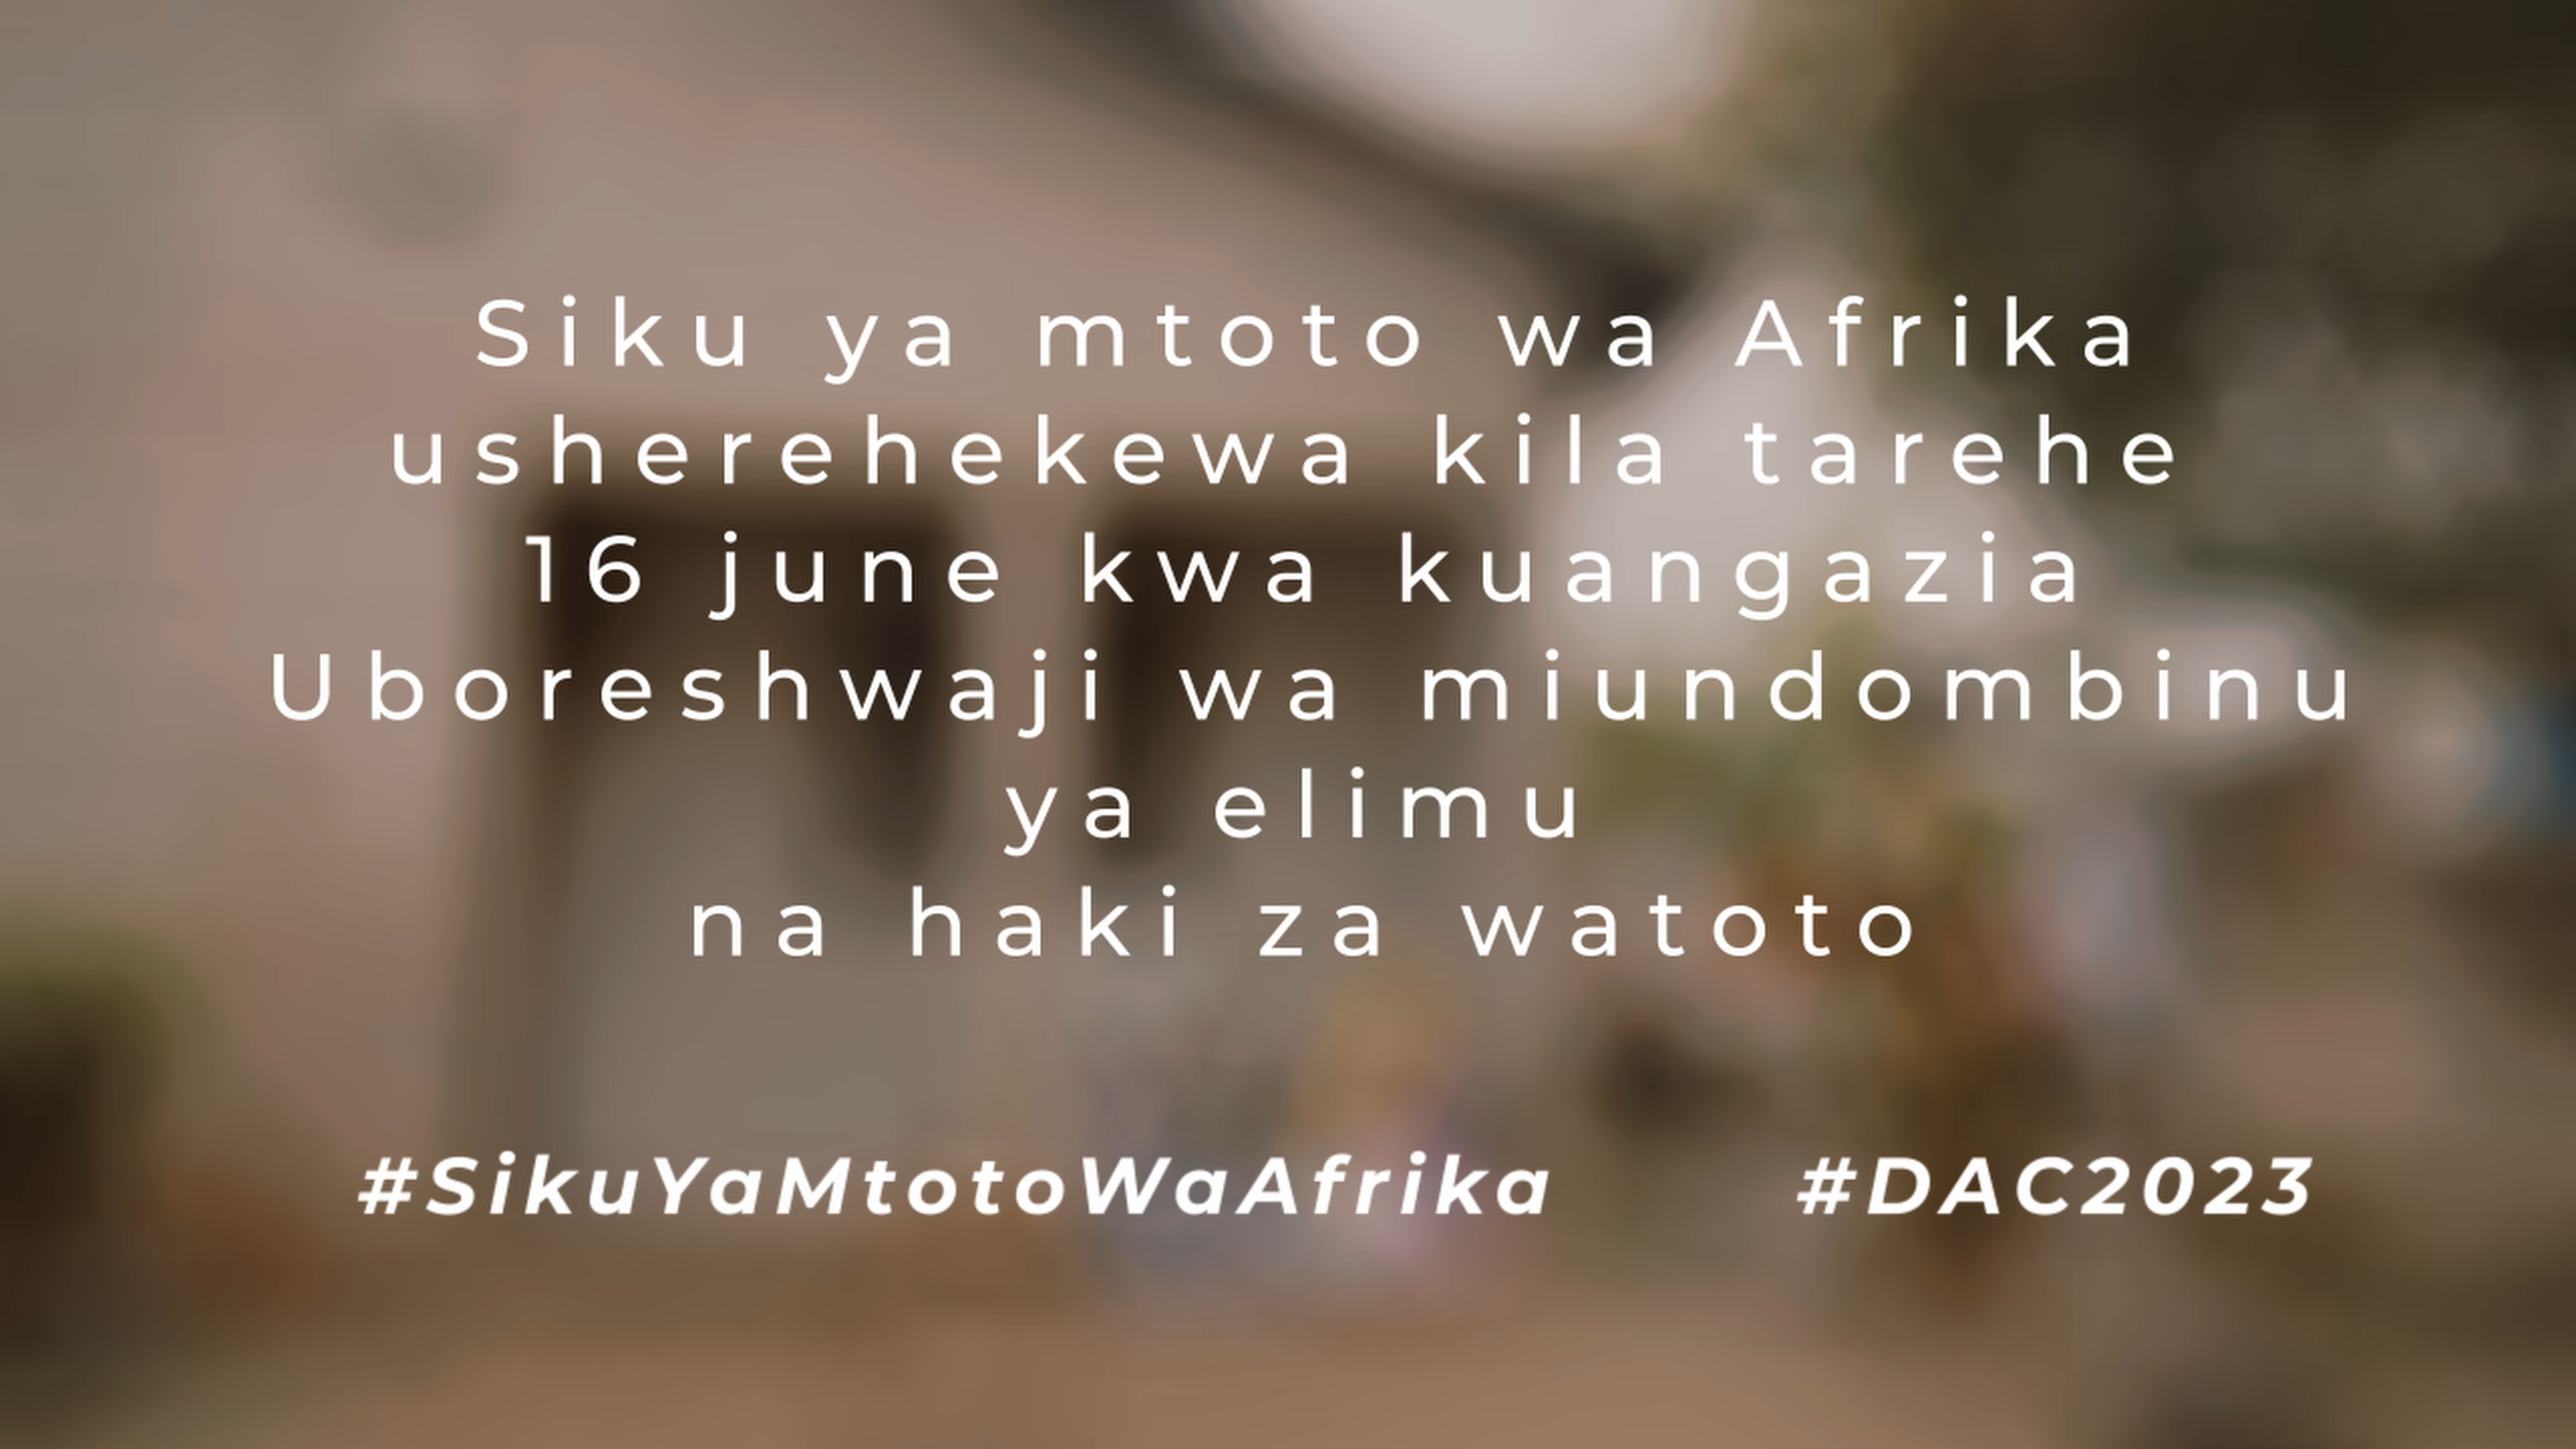 Siku ya mtoto wa Afrika
usherehekewa kila tarehe
16 june kwa kuangazia
Uboreshwaji wa miundombinu
ya elimu
na haki za watoto
#SikuYaMtotoWaAfrika #DAC2023